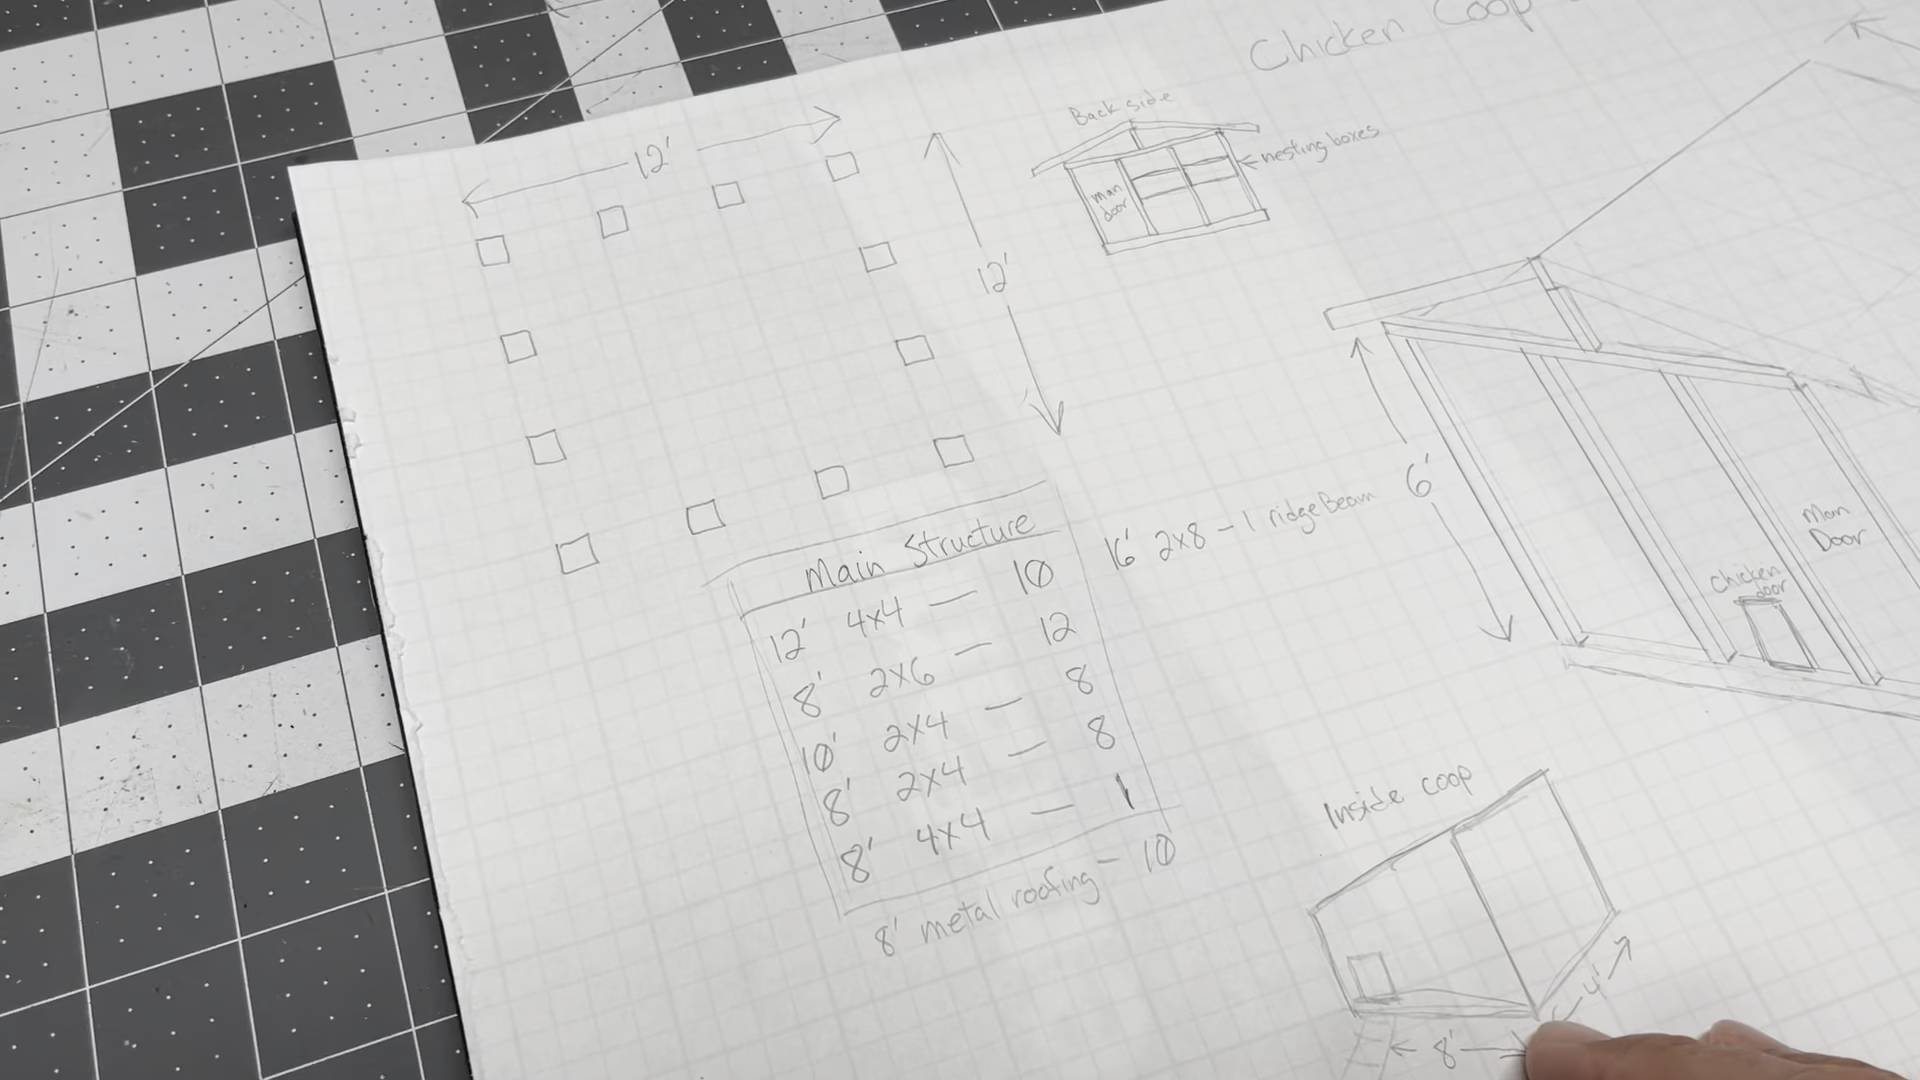 Chicken Coop
12'
12'
Back side
man
door
nesting boxes
Main Structure
12' 4x4 — 10
8' 2x6 — 12
10' 2x4 — 8
8' 2x4 — 8
8' 4x4 — 1
8' metal roofing — 10
16' 2x8 - 1 ridge Beam
6'
Chicken
door
Man
Door
Inside coop
8'
4'